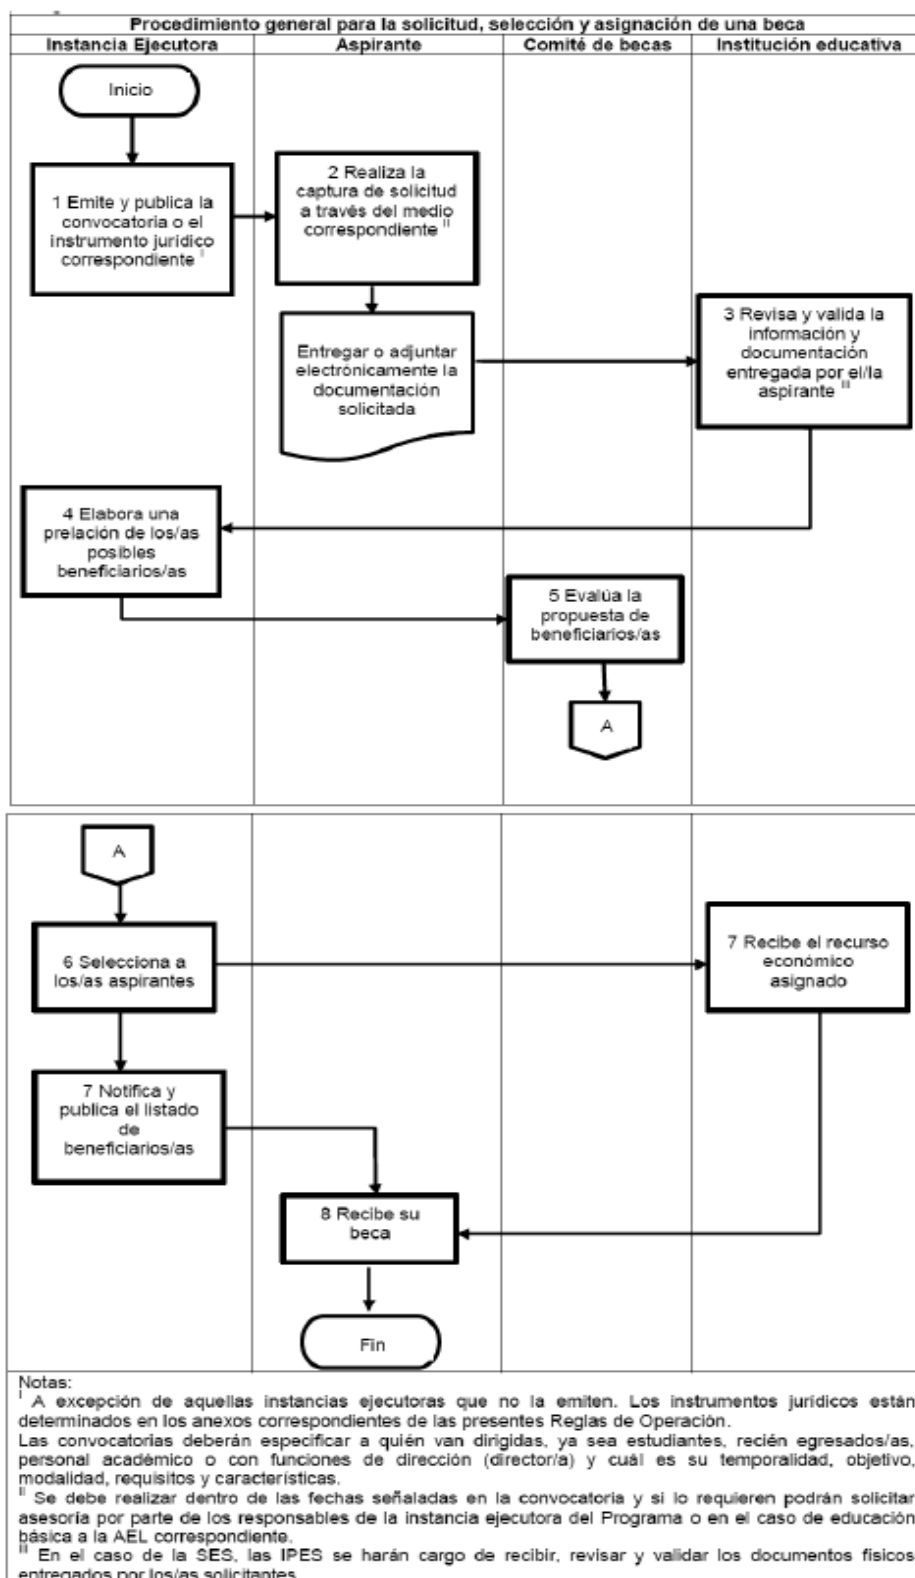 Procedimiento general para la solicitud, selección y asignación de una beca
Instancia Ejecutora
Aspirante
Comité de becas
Institución educativa
Inicio
1 Emite y publica la
convocatoria o el
instrumento jurídico
correspondiente I
2 Realiza la
captura de solicitud
a través del medio
correspondiente II
Entregar o adjuntar
electrónicamente la
documentación
solicitada
3 Revisa y valida la
información y
documentación
entregada por el/la
aspirante III
4 Elabora una
prelación de los/as
posibles
beneficiarios/as
5 Evalúa la
propuesta de
beneficiarios/as
A
A
6 Selecciona a
los/as aspirantes
7 Recibe el recurso
económico
asignado
7 Notifica y
publica el listado
de
beneficiarios/as
8 Recibe su
beca
Fin
Notas:
I A excepción de aquellas instancias ejecutoras que no la emiten. Los instrumentos jurídicos están
determinados en los anexos correspondientes de las presentes Reglas de Operación.
Las convocatorias deberán especificar a quién van dirigidas, ya sea estudiantes, recién egresados/as,
personal académico o con funciones de dirección (director/a) y cuál es su temporalidad, objetivo,
modalidad, requisitos y características.
II Se debe realizar dentro de las fechas señaladas en la convocatoria y si lo requieren podrán solicitar
asesoría por parte de los responsables de la instancia ejecutora del Programa o en el caso de educación
básica a la AEL correspondiente.
III En el caso de la SES, las IPES se harán cargo de recibir, revisar y validar los documentos físicos
entregados por los/as solicitantes